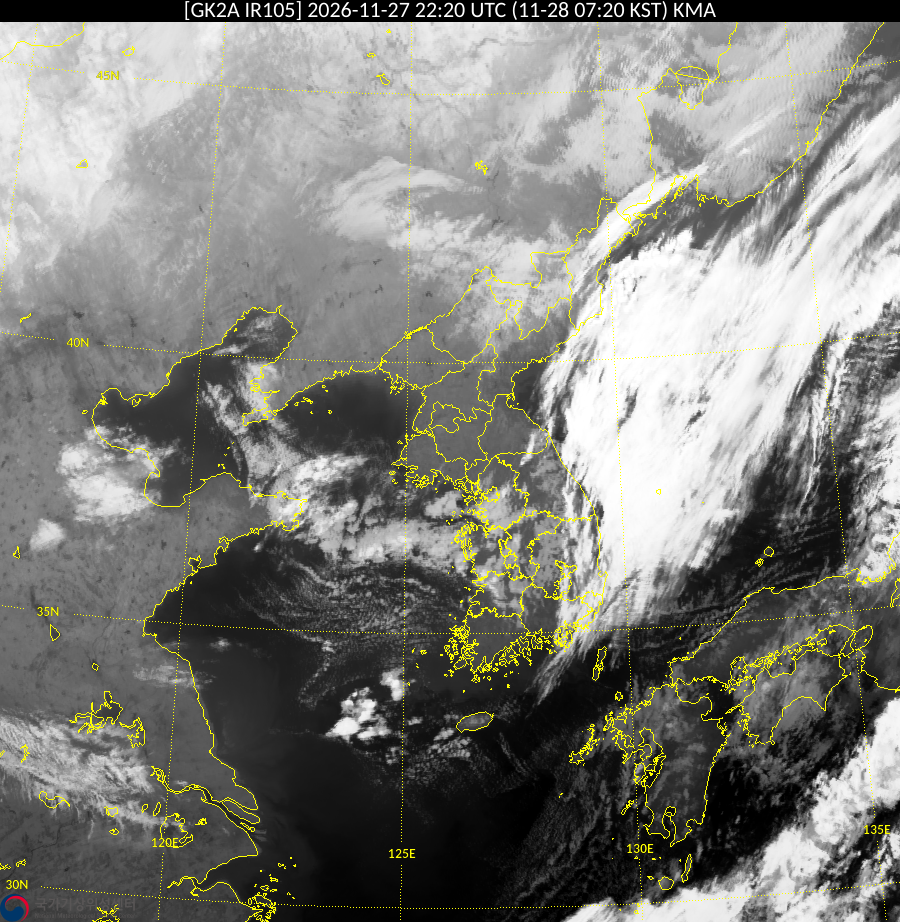 [GK2A IR105] 2026-11-27 22:20 UTC (11-28 07:20 KST) KMA
45N
40N
35N
120E
125E
130E
135E
30N